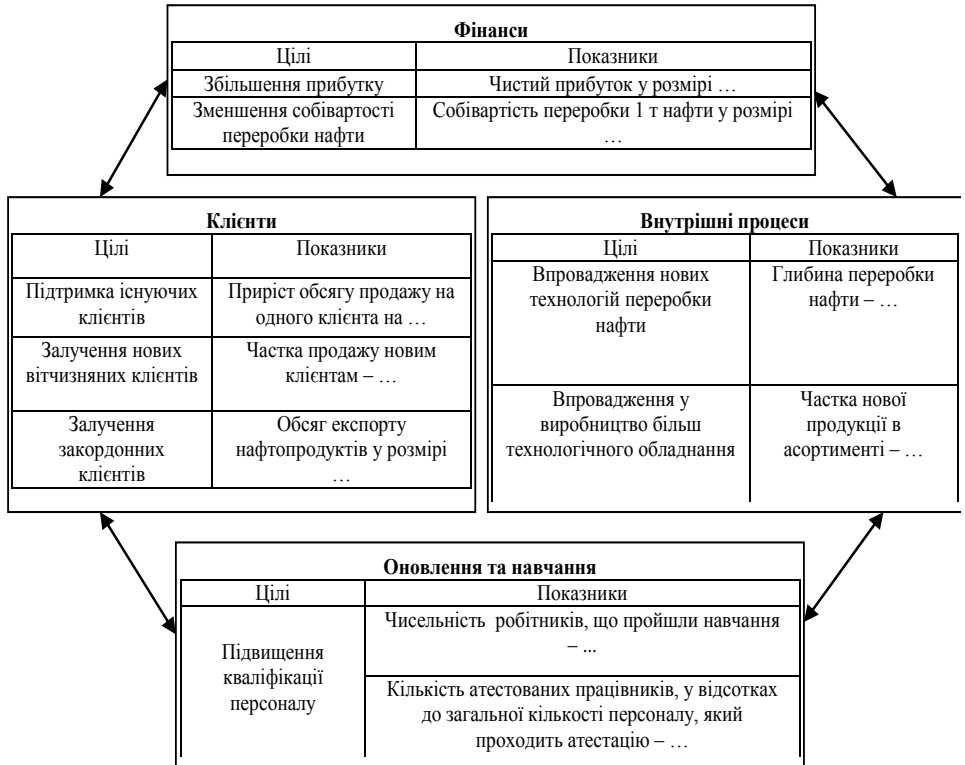 Фінанси
Цілі
Показники
Збільшення прибутку
Чистий прибуток у розмірі …
Зменшення собівартості
переробки нафти
Собівартість переробки 1 т нафти у розмірі
…
Клієнти
Цілі
Показники
Підтримка існуючих
клієнтів
Приріст обсягу продажу на
одного клієнта на …
Залучення нових
вітчизняних клієнтів
Частка продажу новим
клієнтам – …
Залучення
закордонних
клієнтів
Обсяг експорту
нафтопродуктів у розмірі
…
Внутрішні процеси
Цілі
Показники
Впровадження нових
технологій переробки
нафти
Глибина переробки
нафти – …
Впровадження у
виробництво більш
технологічного обладнання
Частка нової
продукції в
асортименті – …
Оновлення та навчання
Цілі
Показники
Підвищення
кваліфікації
персоналу
Чисельність робітників, що пройшли навчання
– ...
Кількість атестованих працівників, у відсотках
до загальної кількості персоналу, який
проходить атестацію – …